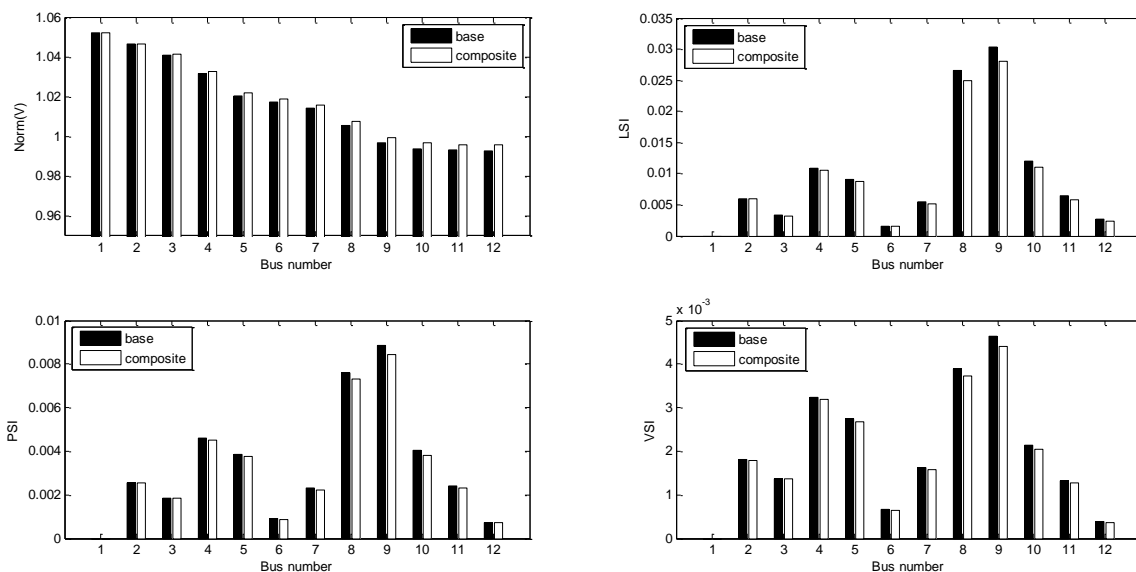 1.06
1.04
1.02
1
0.98
0.96
Norm(V)
base
composite
1 2 3 4 5 6 7 8 9 10 11 12
Bus number
0.035
0.03
0.025
0.02
0.015
0.01
0.005
0
LSI
base
composite
1 2 3 4 5 6 7 8 9 10 11 12
Bus number
0.01
0.008
0.006
0.004
0.002
0
PSI
base
composite
1 2 3 4 5 6 7 8 9 10 11 12
Bus number
x 10-3
5
4
3
2
1
0
VSI
base
composite
1 2 3 4 5 6 7 8 9 10 11 12
Bus number